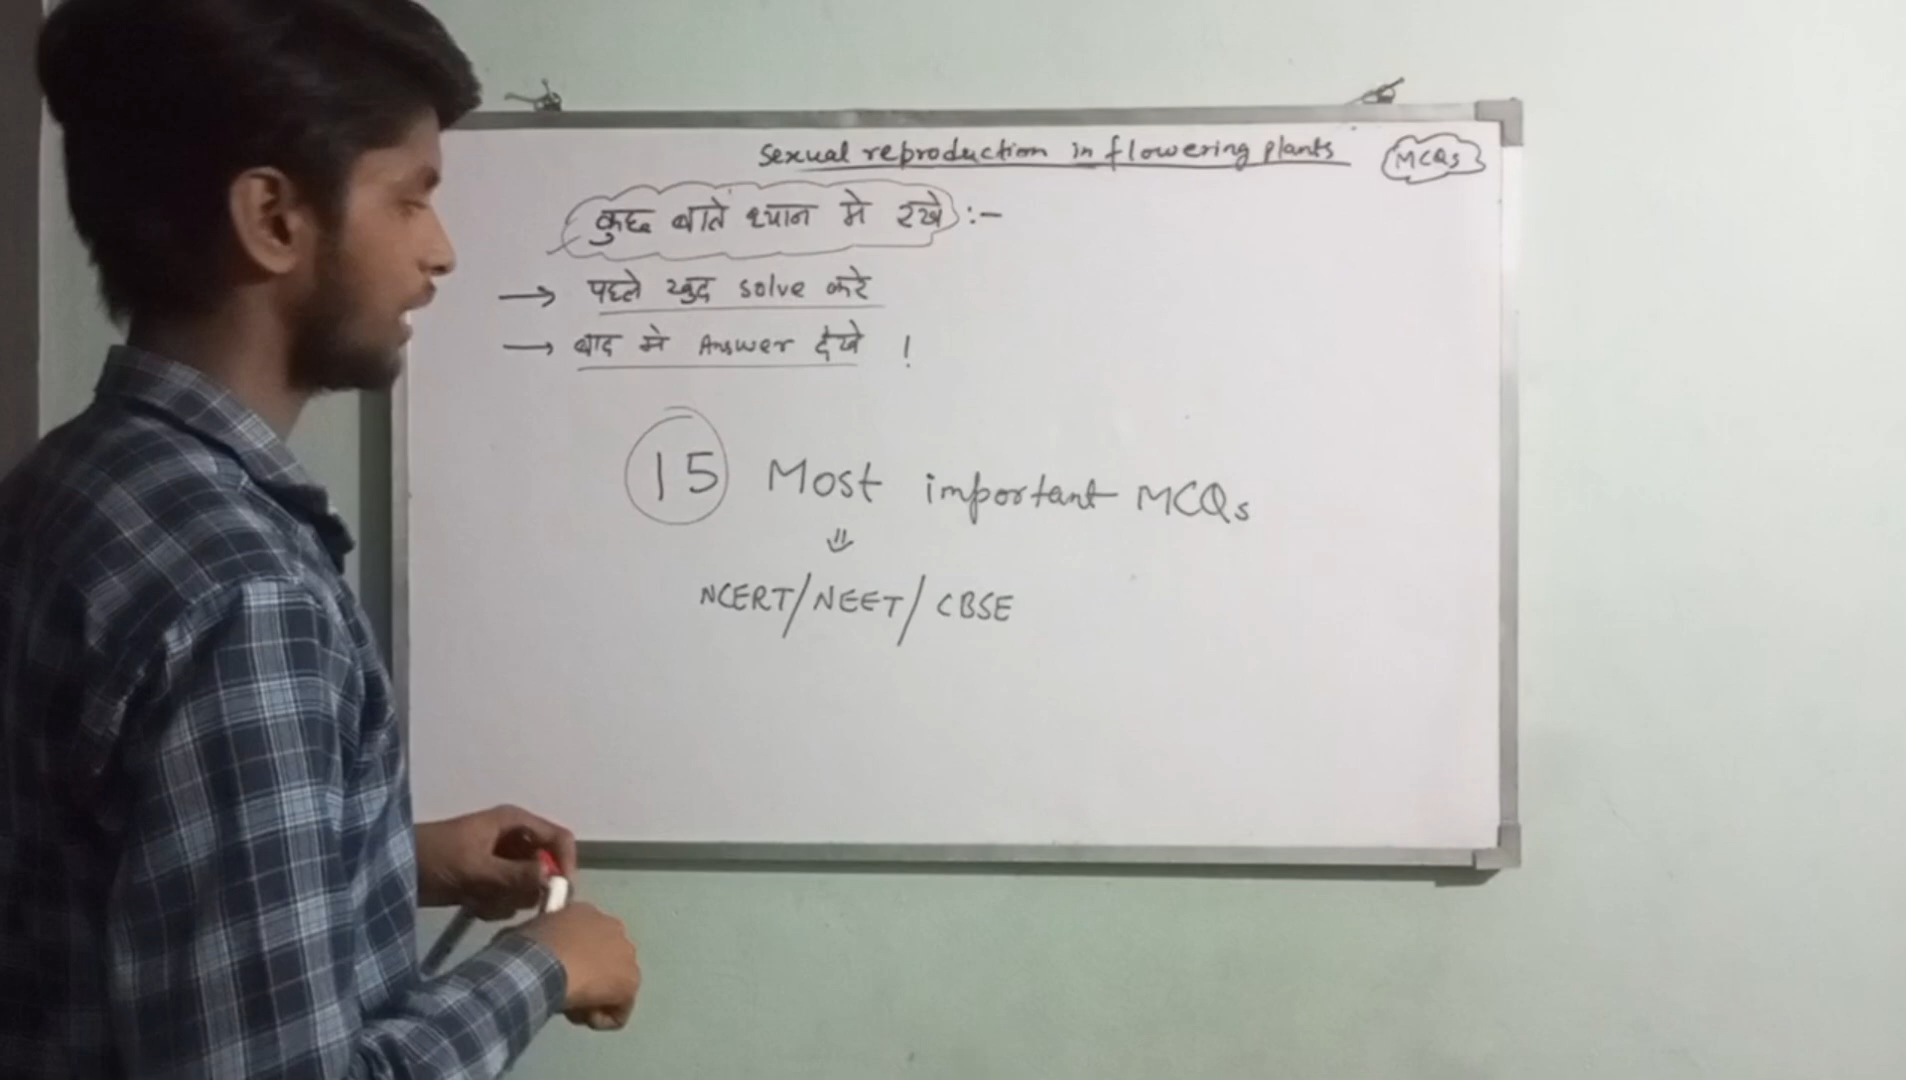 Sexual reproduction in flowering plants MCQs
कुछ बाते ध्यान मे रखे :-
→ पहले खुद solve करे
→ बाद मे Answer देखे !
15 Most important MCQs
⇓
NCERT/NEET/CBSE